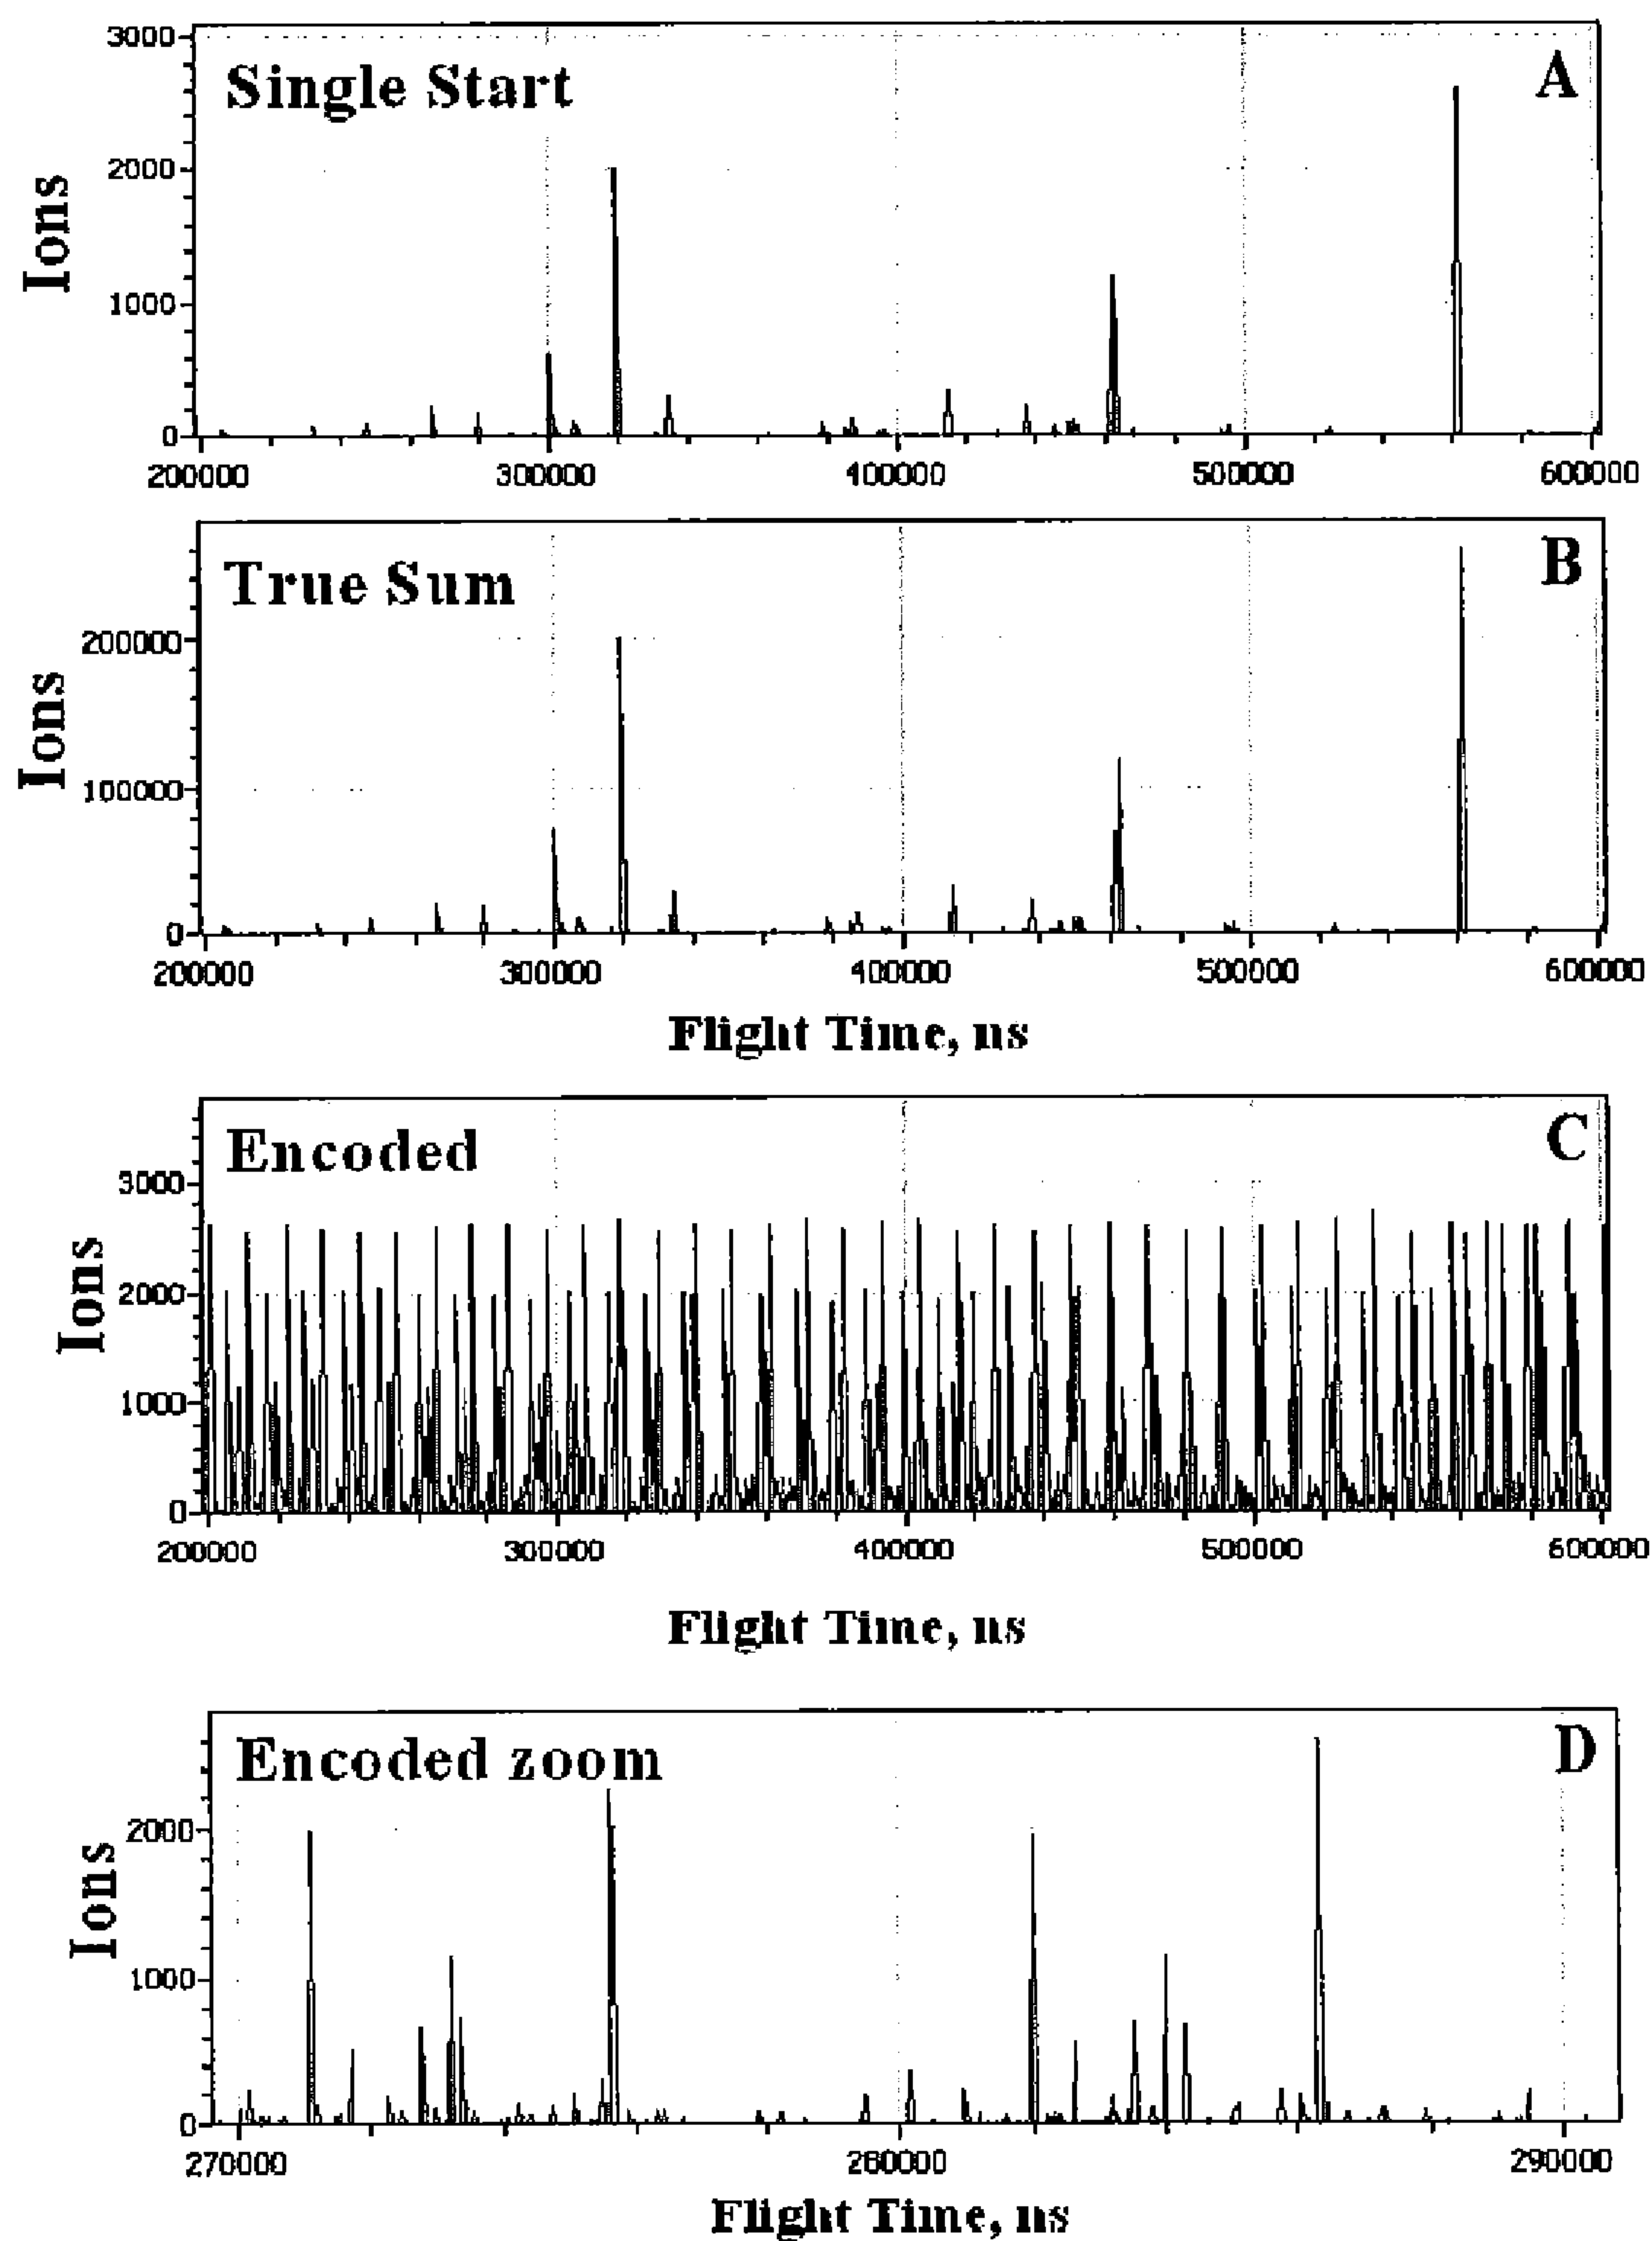 Single Start
A
Ions
3000
2000
1000
0
200000 300000 400000 500000 600000
True Sum
B
Ions
200000
100000
0
200000 300000 400000 500000 600000
Flight Time, ns
Encoded
C
Ions
3000
2000
1000
0
200000 300000 400000 500000 600000
Flight Time, ns
Encoded zoom
D
Ions
2000
1000
0
270000 280000 290000
Flight Time, ns